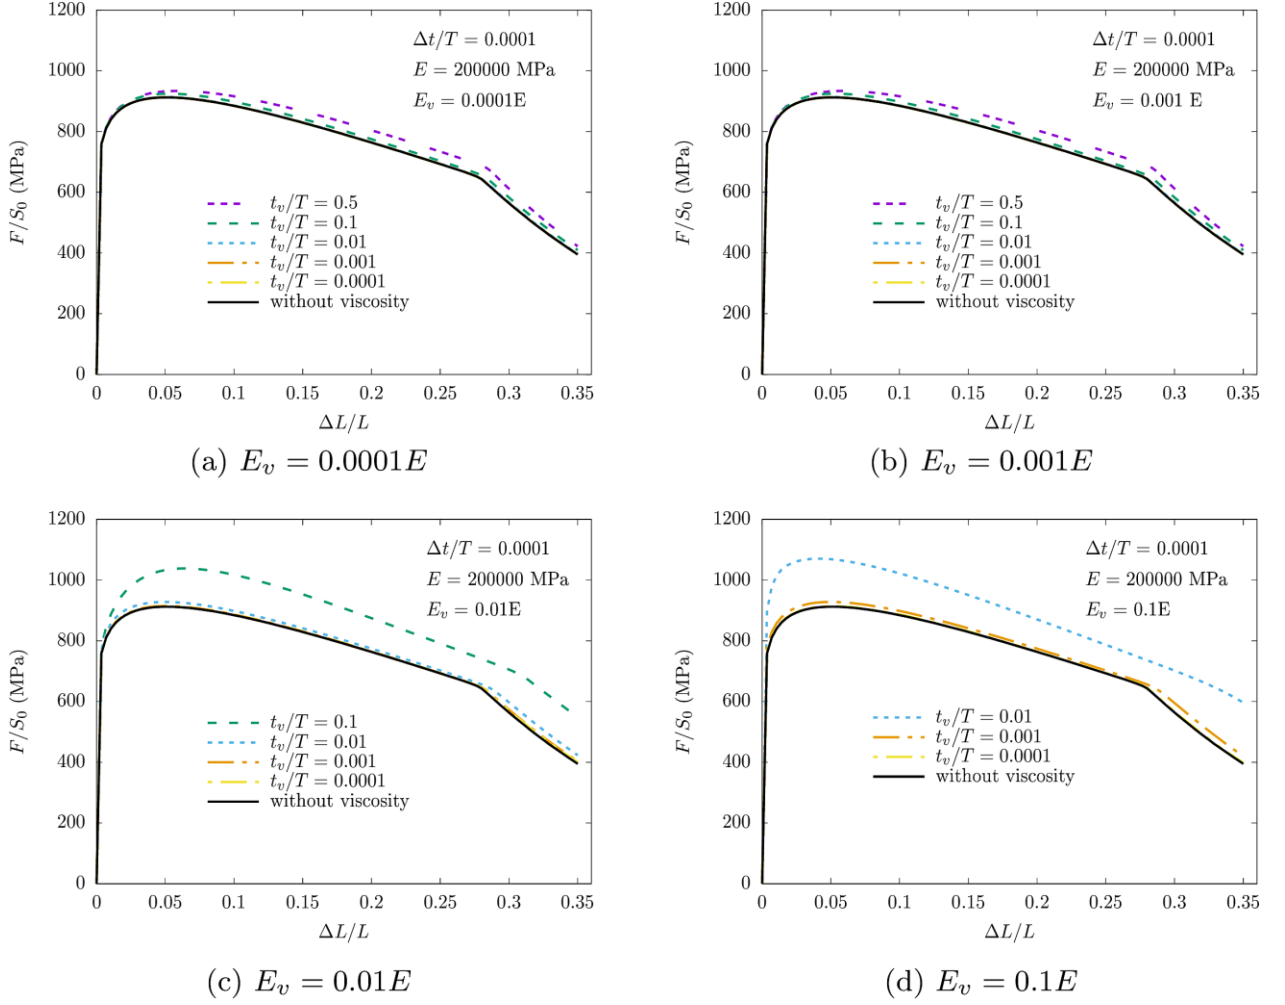 1200
1000
800
600
400
200
0
F/S₀ (MPa)
Δt/T = 0.0001
E = 200000 MPa
E_v = 0.0001E
t_v/T = 0.5
t_v/T = 0.1
t_v/T = 0.01
t_v/T = 0.001
t_v/T = 0.0001
without viscosity
0 0.05 0.1 0.15 0.2 0.25 0.3 0.35
ΔL/L
(a) E_v = 0.0001E
1200
1000
800
600
400
200
0
F/S₀ (MPa)
Δt/T = 0.0001
E = 200000 MPa
E_v = 0.001 E
t_v/T = 0.5
t_v/T = 0.1
t_v/T = 0.01
t_v/T = 0.001
t_v/T = 0.0001
without viscosity
0 0.05 0.1 0.15 0.2 0.25 0.3 0.35
ΔL/L
(b) E_v = 0.001E
1200
1000
800
600
400
200
0
F/S₀ (MPa)
Δt/T = 0.0001
E = 200000 MPa
E_v = 0.01E
t_v/T = 0.1
t_v/T = 0.01
t_v/T = 0.001
t_v/T = 0.0001
without viscosity
0 0.05 0.1 0.15 0.2 0.25 0.3 0.35
ΔL/L
(c) E_v = 0.01E
1200
1000
800
600
400
200
0
F/S₀ (MPa)
Δt/T = 0.0001
E = 200000 MPa
E_v = 0.1E
t_v/T = 0.01
t_v/T = 0.001
t_v/T = 0.0001
without viscosity
0 0.05 0.1 0.15 0.2 0.25 0.3 0.35
ΔL/L
(d) E_v = 0.1E